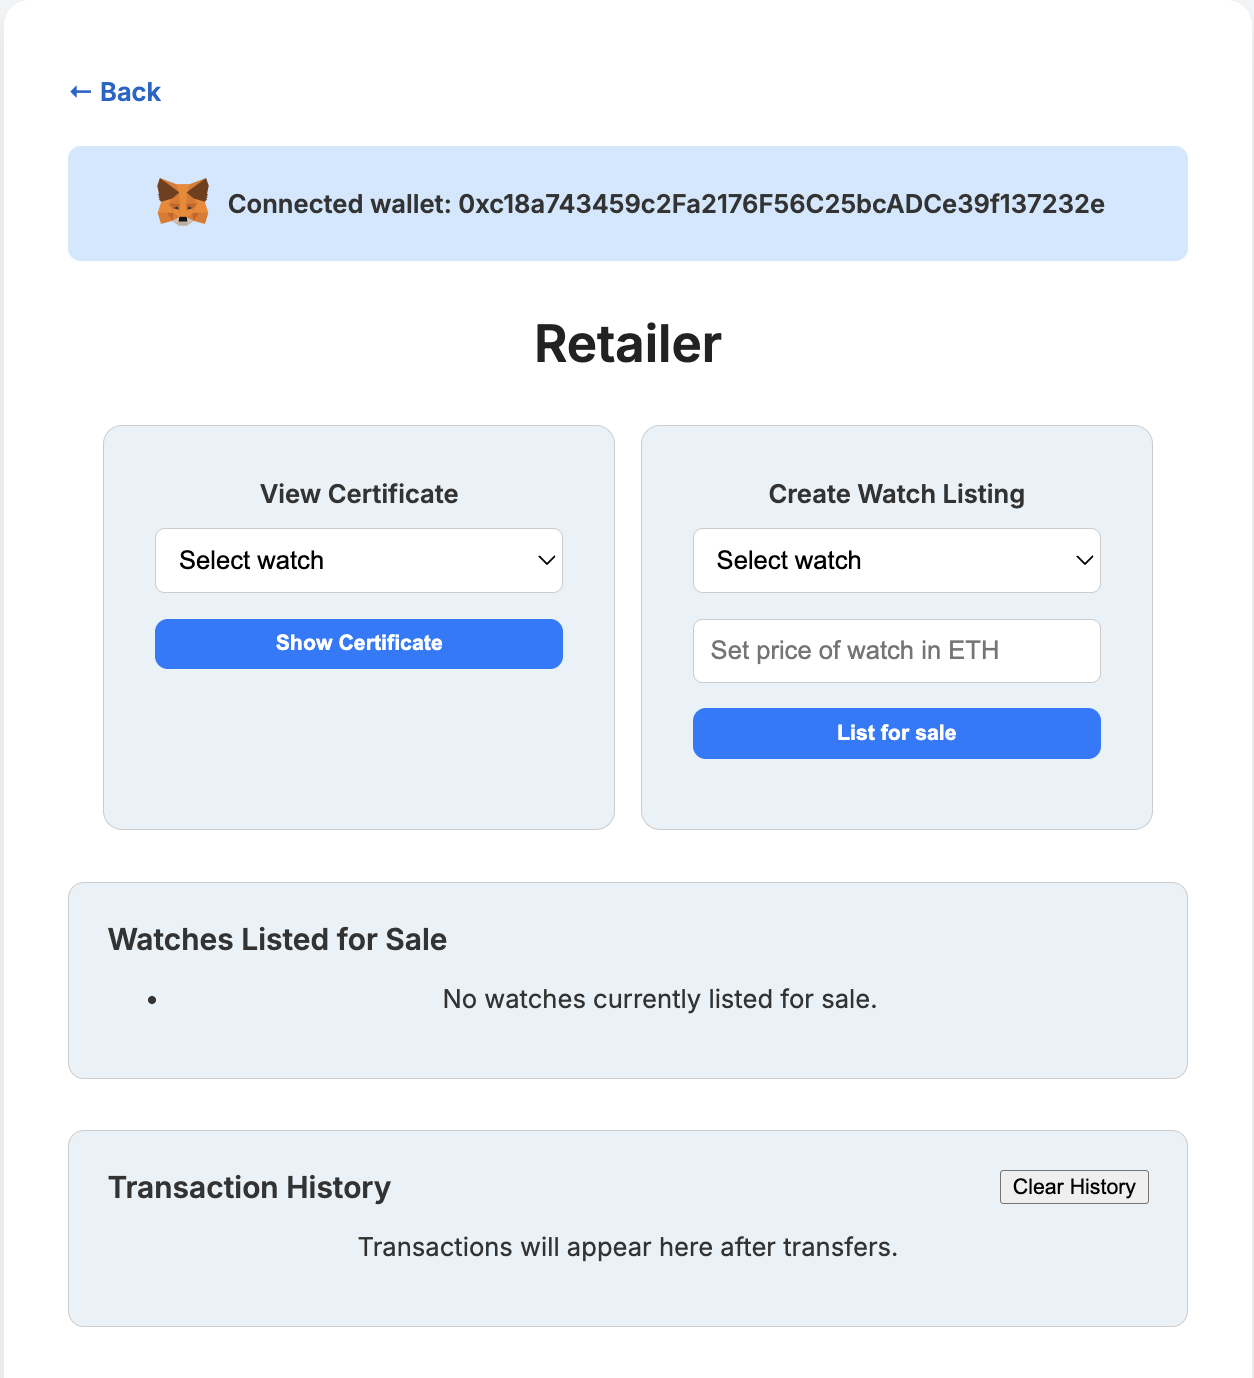 ← Back
Connected wallet: 0xc18a743459c2Fa2176F56C25bcADCe39f137232e
Retailer
View Certificate
Select watch
Show Certificate
Create Watch Listing
Select watch
Set price of watch in ETH
List for sale
Watches Listed for Sale
• No watches currently listed for sale.
Transaction History
Clear History
Transactions will appear here after transfers.